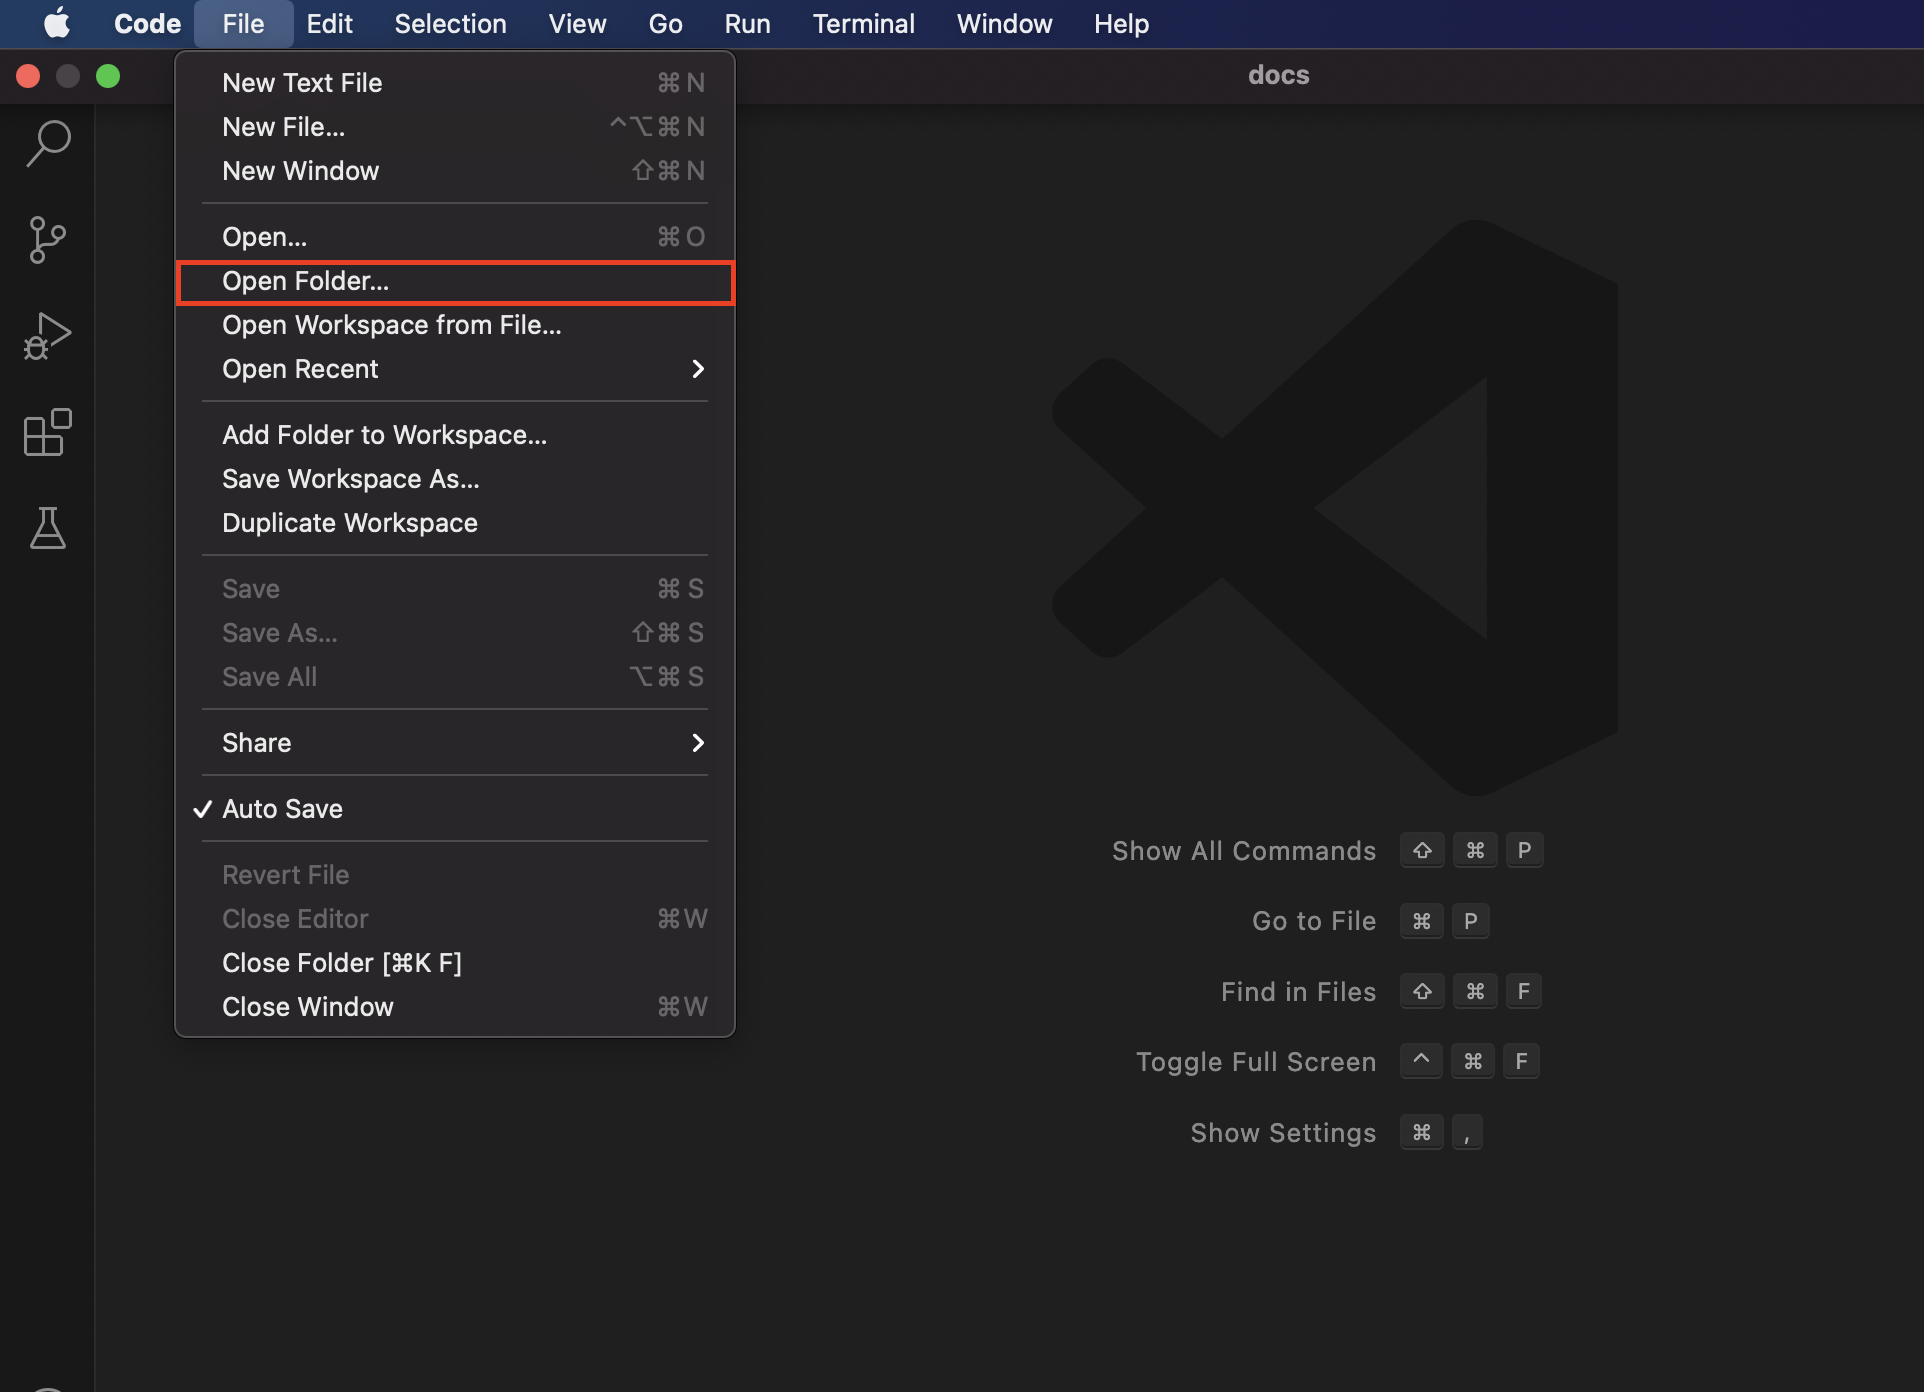 Code File Edit Selection View Go Run Terminal Window Help
docs
New Text File ⌘ N
New File... ^⌥⌘ N
New Window ⇧⌘ N
Open... ⌘ O
Open Folder...
Open Workspace from File...
Open Recent
Add Folder to Workspace...
Save Workspace As...
Duplicate Workspace
Save ⌘ S
Save As... ⇧⌘ S
Save All ⌥⌘ S
Share
✓ Auto Save
Revert File
Close Editor ⌘W
Close Folder [⌘K F]
Close Window ⌘W
Show All Commands ⇧ ⌘ P
Go to File ⌘ P
Find in Files ⇧ ⌘ F
Toggle Full Screen ^ ⌘ F
Show Settings ⌘ ,